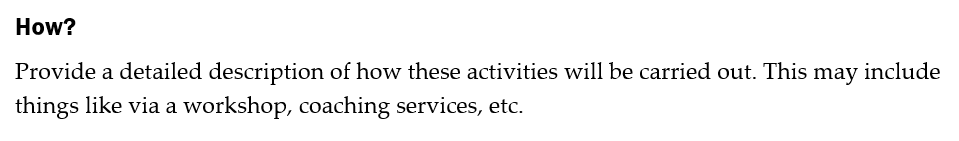 How?
Provide a detailed description of how these activities will be carried out. This may include
things like via a workshop, coaching services, etc.